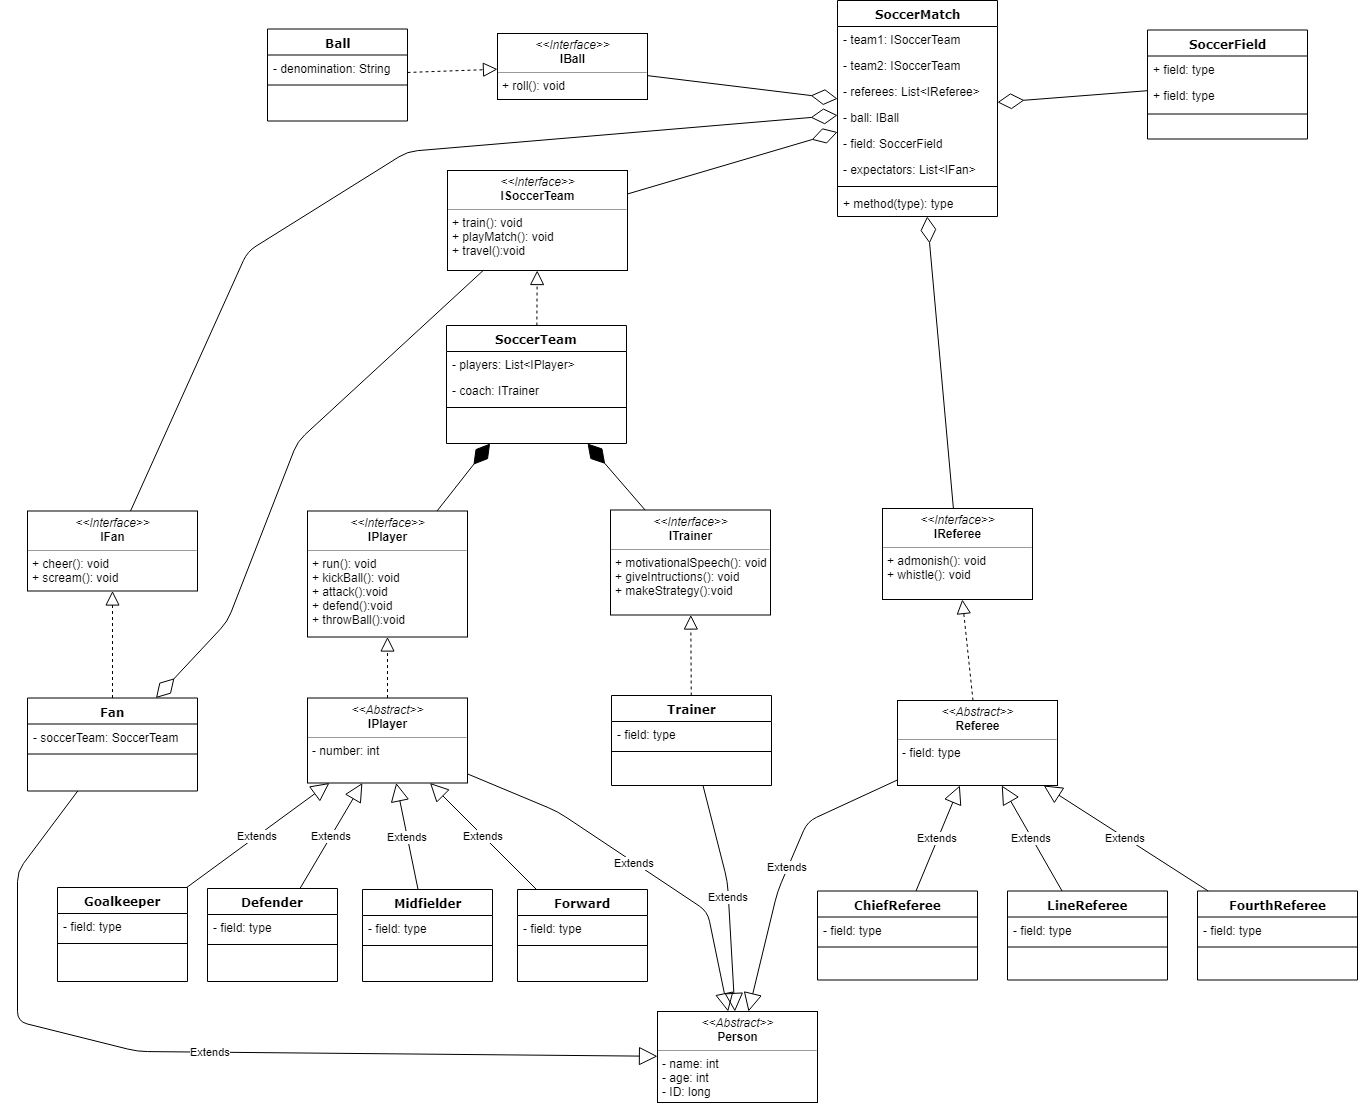 SoccerMatch
- team1: ISoccerTeam
- team2: ISoccerTeam
- referees: List<IReferee>
- ball: IBall
- field: SoccerField
- expectators: List<IFan>
+ method(type): type
Ball
- denomination: String
<<Interface>>
IBall
+ roll(): void
SoccerField
+ field: type
+ field: type
<<Interface>>
ISoccerTeam
+ train(): void
+ playMatch(): void
+ travel():void
SoccerTeam
- players: List<IPlayer>
- coach: ITrainer
<<Interface>>
IFan
+ cheer(): void
+ scream(): void
<<Interface>>
IPlayer
+ run(): void
+ kickBall(): void
+ attack():void
+ defend():void
+ throwBall():void
<<Interface>>
ITrainer
+ motivationalSpeech(): void
+ giveIntructions(): void
+ makeStrategy():void
<<Interface>>
IReferee
+ admonish(): void
+ whistle(): void
Fan
- soccerTeam: SoccerTeam
<<Abstract>>
IPlayer
- number: int
Trainer
- field: type
<<Abstract>>
Referee
- field: type
Extends
Extends
Extends
Extends
Extends
Extends
Extends
Extends
Extends
Extends
Goalkeeper
- field: type
Defender
- field: type
Midfielder
- field: type
Forward
- field: type
ChiefReferee
- field: type
LineReferee
- field: type
FourthReferee
- field: type
Extends
<<Abstract>>
Person
- name: int
- age: int
- ID: long